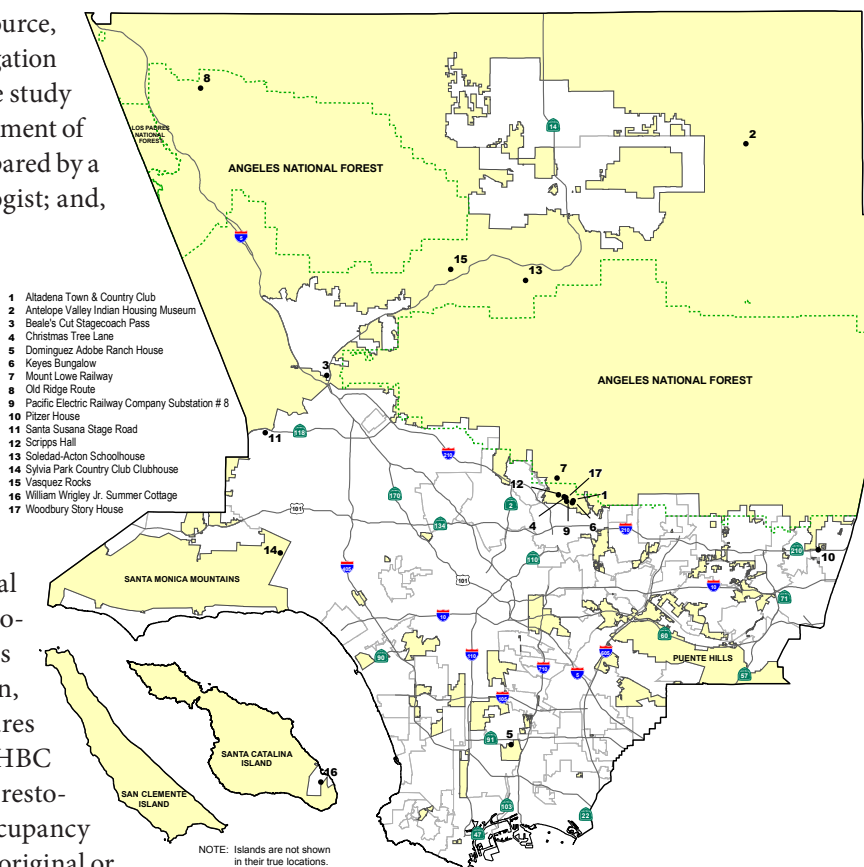 ource,
gation
e study
ment of
pared by a
ogist; and,
1 Altadena Town & Country Club
2 Antelope Valley Indian Housing Museum
3 Beale's Cut Stagecoach Pass
4 Christmas Tree Lane
5 Dominguez Adobe Ranch House
6 Keyes Bungalow
7 Mount Lowe Railway
8 Old Ridge Route
9 Pacific Electric Railway Company Substation # 8
10 Pitzer House
11 Santa Susana Stage Road
12 Scripps Hall
13 Soledad-Acton Schoolhouse
14 Sylvia Park Country Club Clubhouse
15 Vasquez Rocks
16 William Wrigley Jr. Summer Cottage
17 Woodbury Story House
al
o-
s
n,
ures
HBC
resto-
cupancy
original or
8
LOS PADRES
NATIONAL
FOREST
ANGELES NATIONAL FOREST
14
2
5
15
13
3
ANGELES NATIONAL FOREST
11
118
210
7
17
12
1
170
2
134
4
9
6
210
101
110
210
10
14
405
101
10
71
SANTA MONICA MOUNTAINS
10
60
90
110
605
PUENTE HILLS
710
5
57
105
91
5
SANTA CATALINA
ISLAND
16
SAN CLEMENTE
ISLAND
103
22
47
NOTE: Islands are not shown
in their true locations.